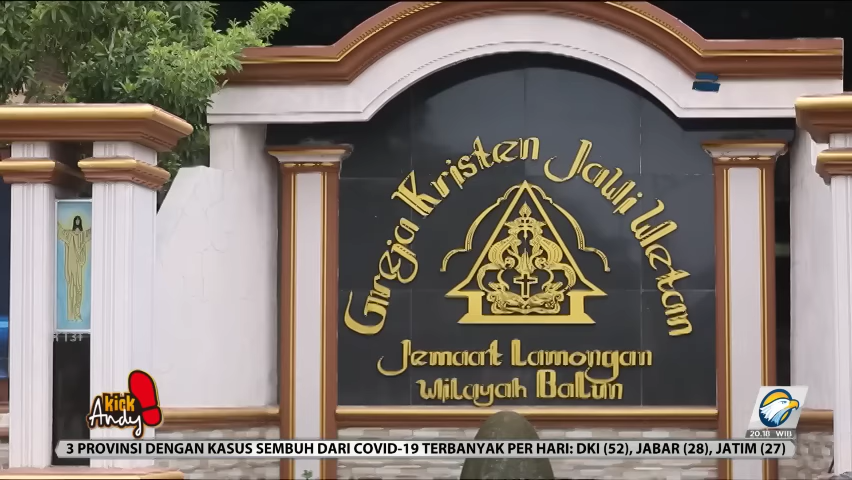 Greja Kristen Jawi Wetan
Jemaat Lamongan
Wilayah Balun
kick
Andy
20.10 WIB
3 PROVINSI DENGAN KASUS SEMBUH DARI COVID-19 TERBANYAK PER HARI: DKI (52), JABAR (28), JATIM (27)